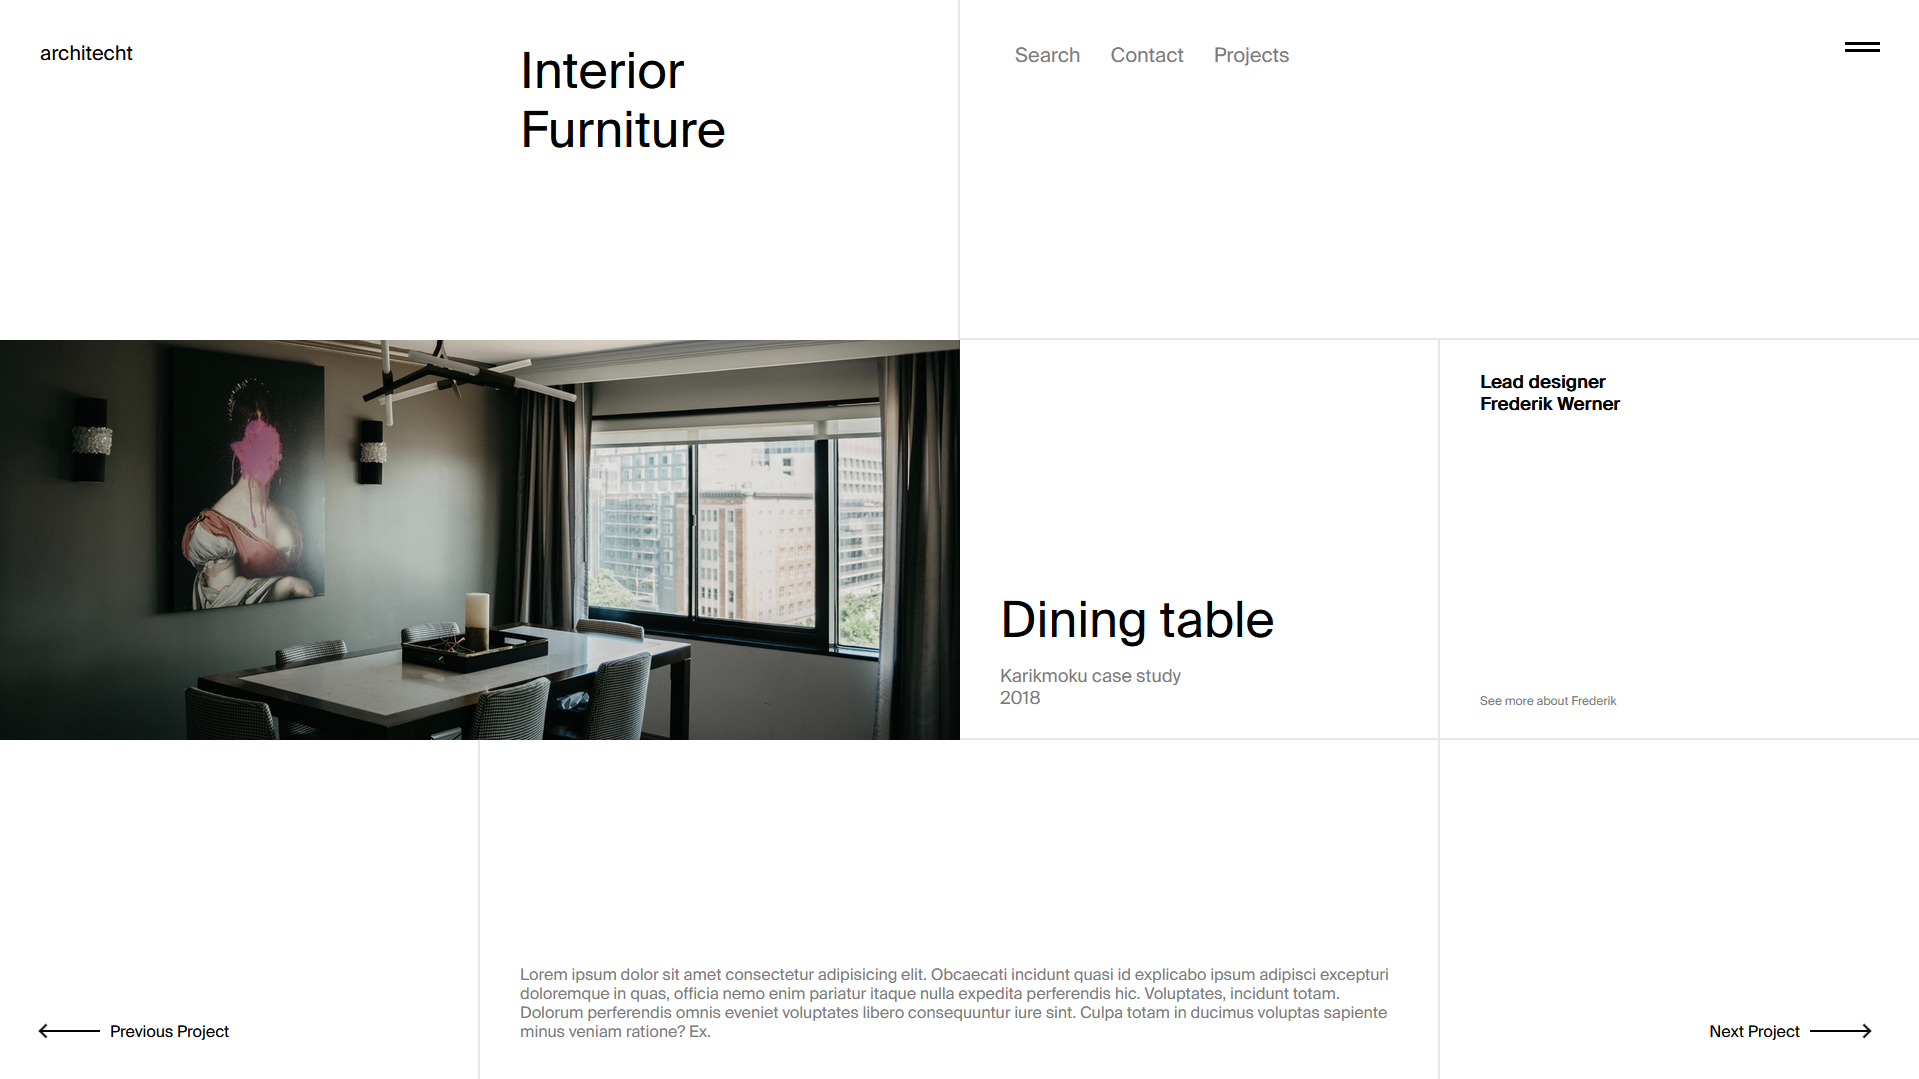 architecht
Interior
Furniture
Search Contact Projects
Lead designer
Frederik Werner
Dining table
Karikmoku case study
2018
See more about Frederik
Lorem ipsum dolor sit amet consectetur adipisicing elit. Obcaecati incidunt quasi id explicabo ipsum adipisci excepturi
doloremque in quas, officia nemo enim pariatur itaque nulla expedita perferendis hic. Voluptates, incidunt totam.
Dolorum perferendis omnis eveniet voluptates libero consequuntur iure sint. Culpa totam in ducimus voluptas sapiente
minus veniam ratione? Ex.
Previous Project
Next Project